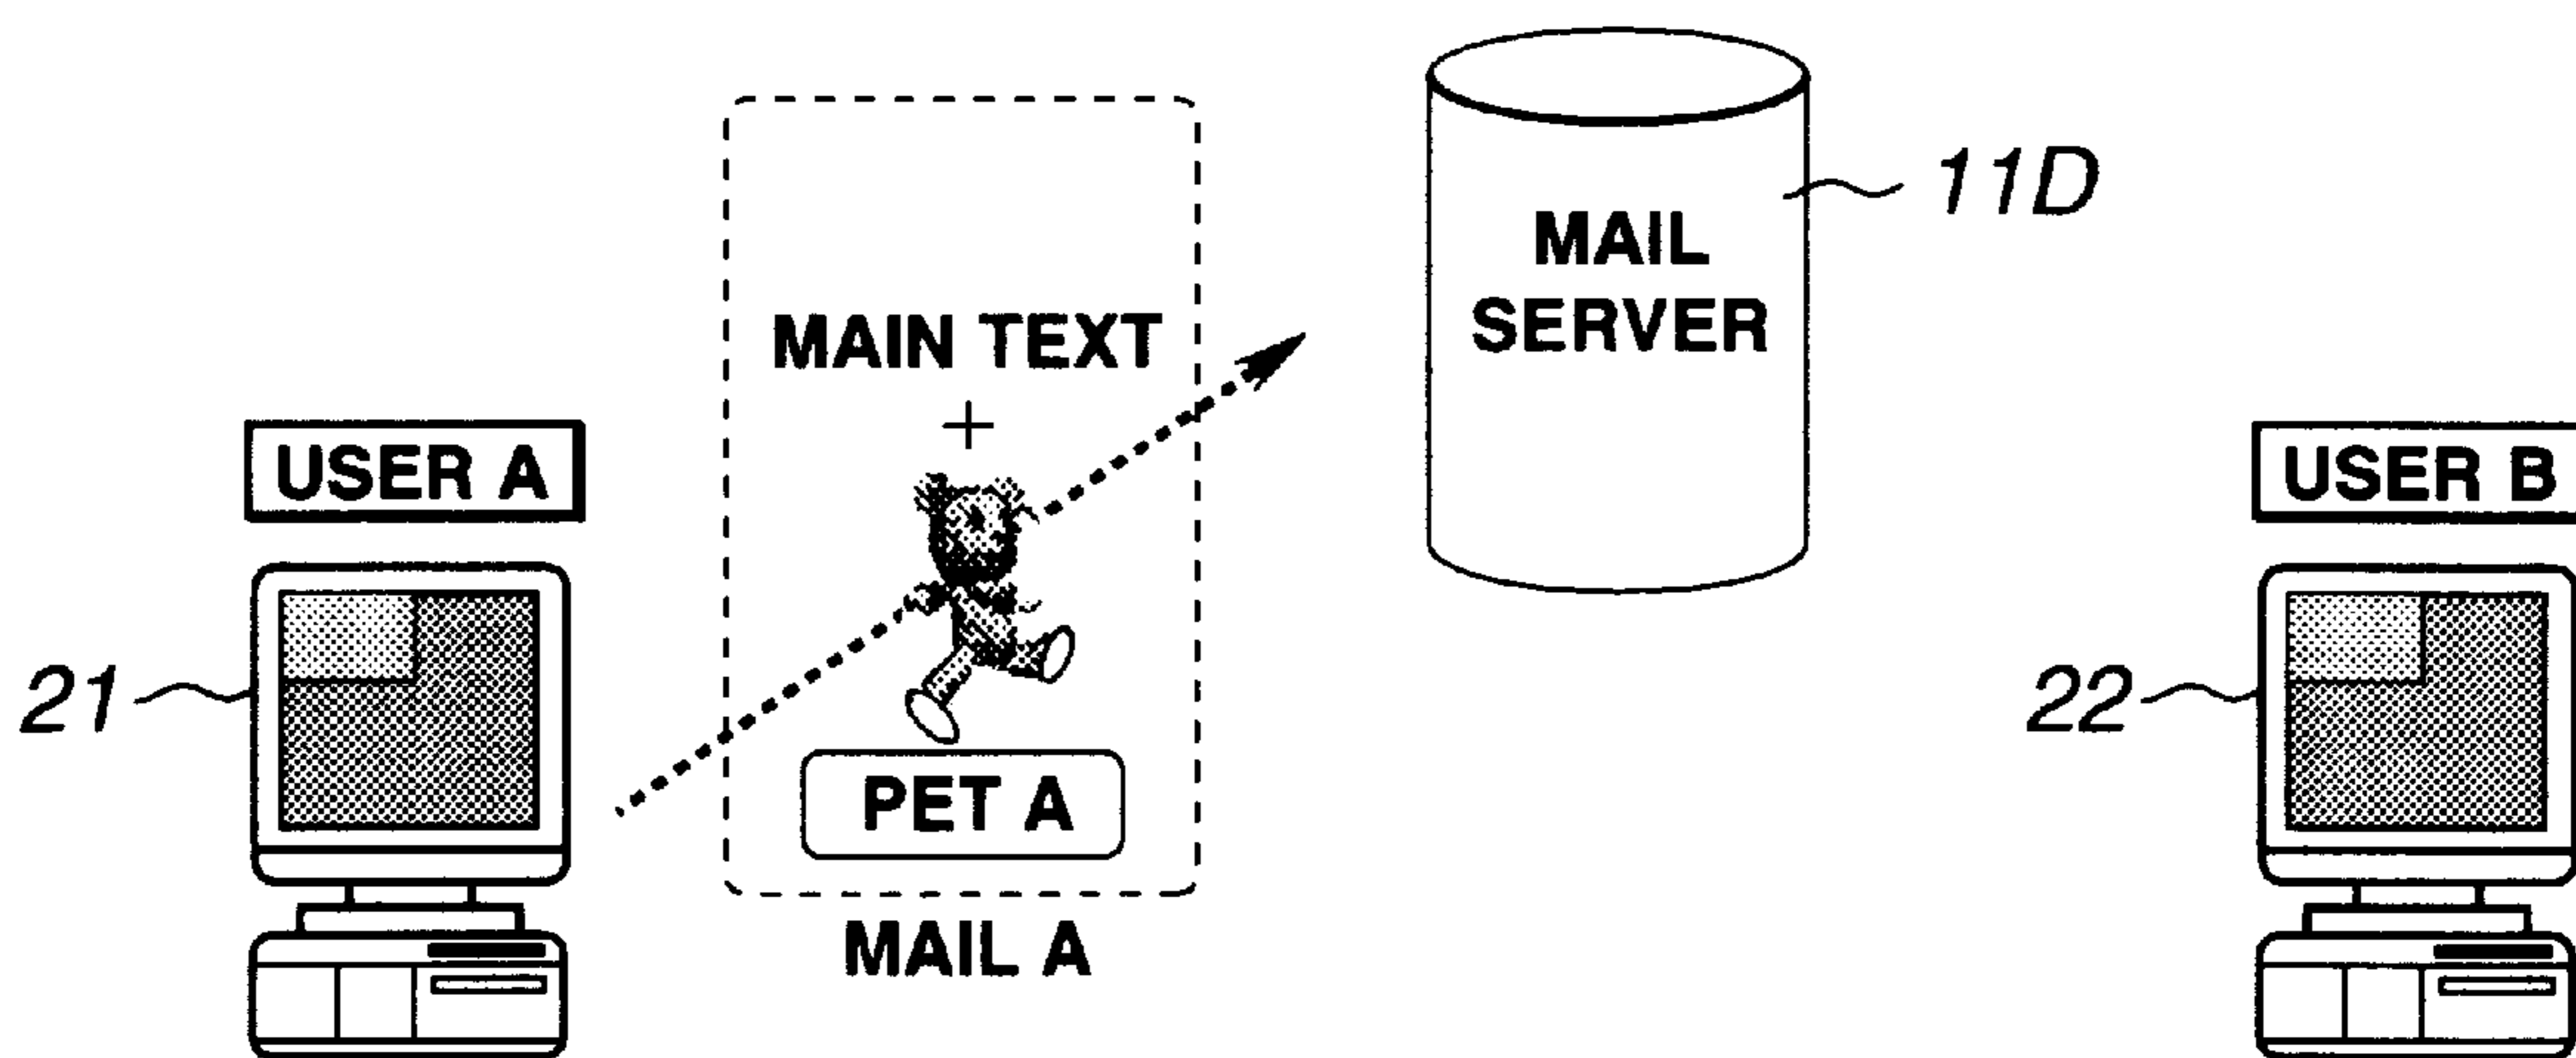 11D
MAIL
SERVER
MAIN TEXT
+
USER A
USER B
21
22
PET A
MAIL A